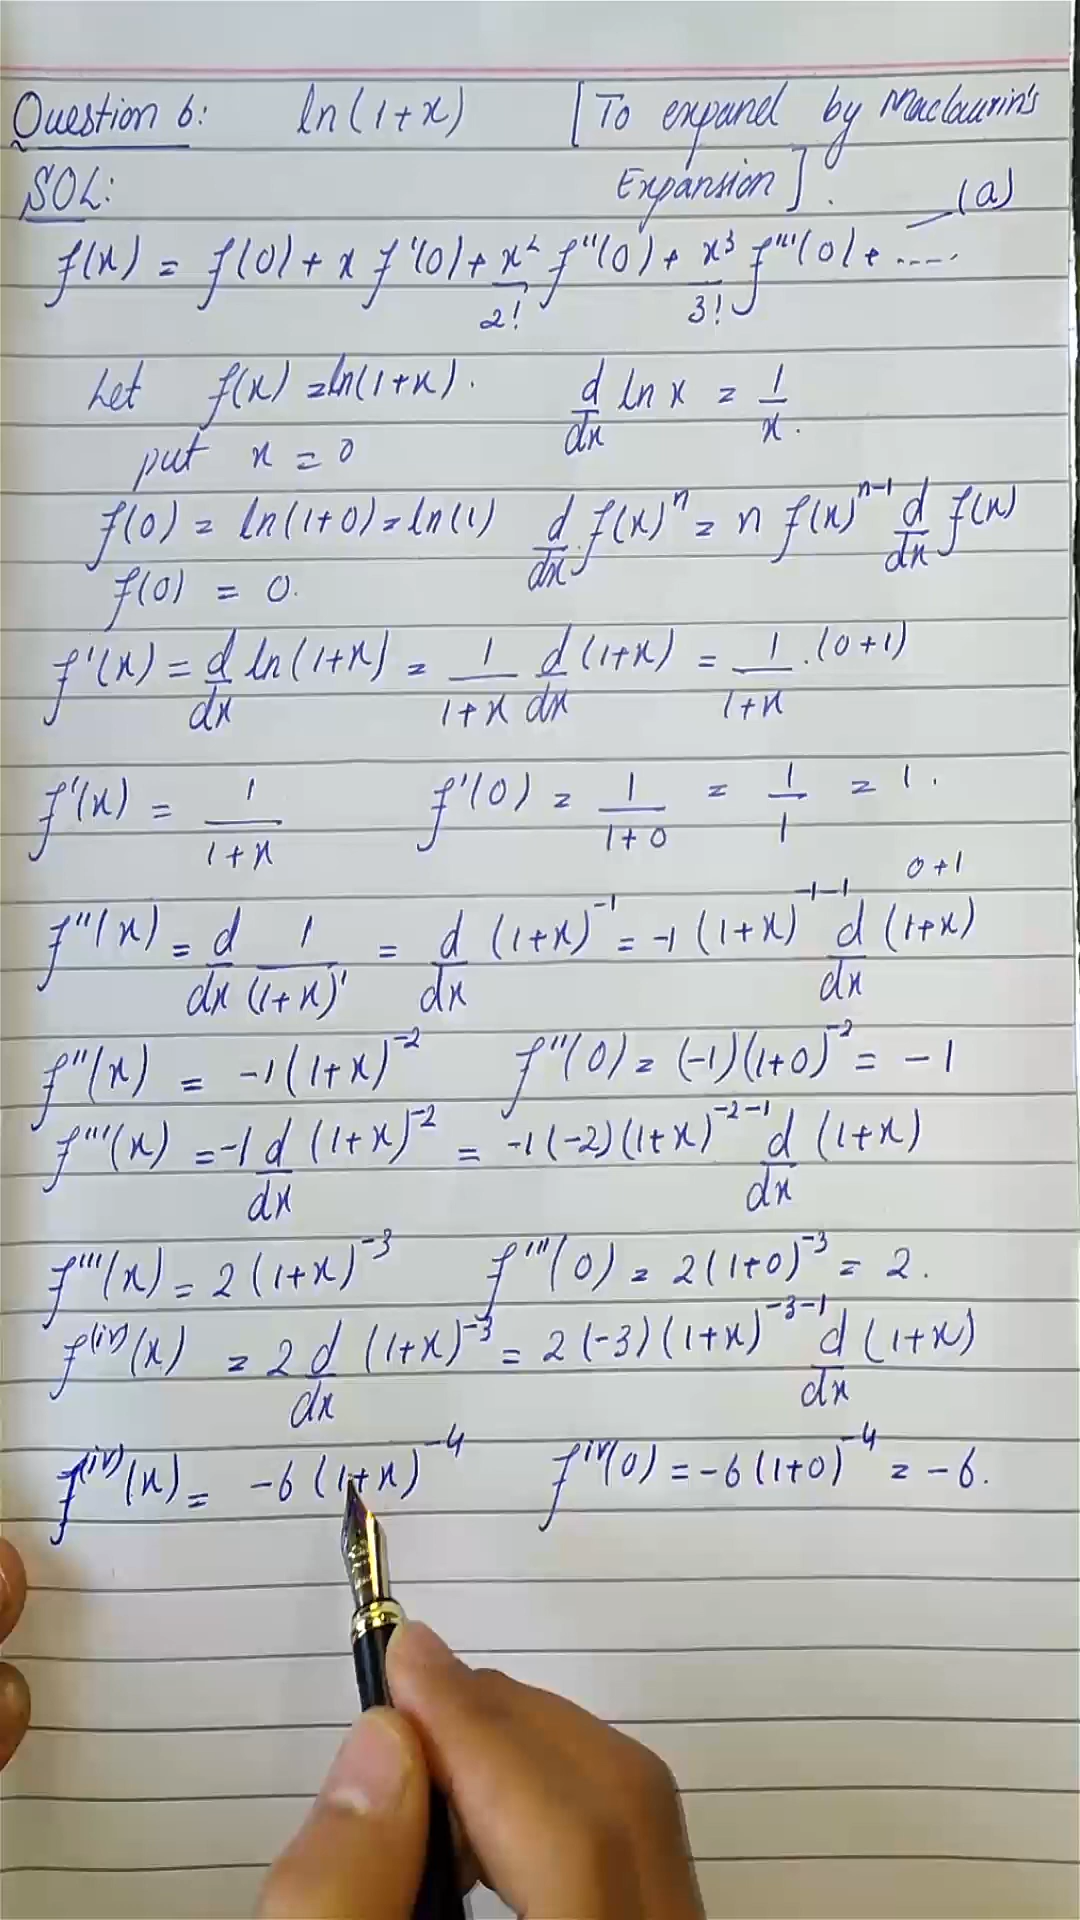 Question 6: ln(1+x) [To expand by Maclaurin's
SOL: Expansion]. (a)
f(x) = f(0) + x f'(0) + x²/2! f''(0) + x³/3! f'''(0) + .....
Let f(x) = ln(1+x). d/dx ln x = 1/x.
put x = 0
f(0) = ln(1+0) = ln(1) d/dx f(x)ⁿ = n f(x)ⁿ⁻¹ d/dx f(x)
f(0) = 0.
f'(x) = d/dx ln(1+x) = 1/(1+x) d/dx (1+x) = 1/(1+x) . (0+1)
f'(x) = 1/(1+x) f'(0) = 1/(1+0) = 1/1 = 1.
0+1
f''(x) = d/dx 1/(1+x)¹ = d/dx (1+x)⁻¹ = -1(1+x)⁻¹⁻¹ d/dx (1+x)
f''(x) = -1(1+x)⁻² f''(0) = (-1)(1+0)⁻² = -1
f'''(x) = -1 d/dx (1+x)⁻² = -1(-2)(1+x)⁻²⁻¹ d/dx (1+x)
f'''(x) = 2(1+x)⁻³ f'''(0) = 2(1+0)⁻³ = 2.
f⁽ⁱᵛ⁾(x) = 2 d/dx (1+x)⁻³ = 2(-3)(1+x)⁻³⁻¹ d/dx (1+x)
f⁽ⁱᵛ⁾(x) = -6(1+x)⁻⁴ fⁱᵛ(0) = -6(1+0)⁻⁴ = -6.